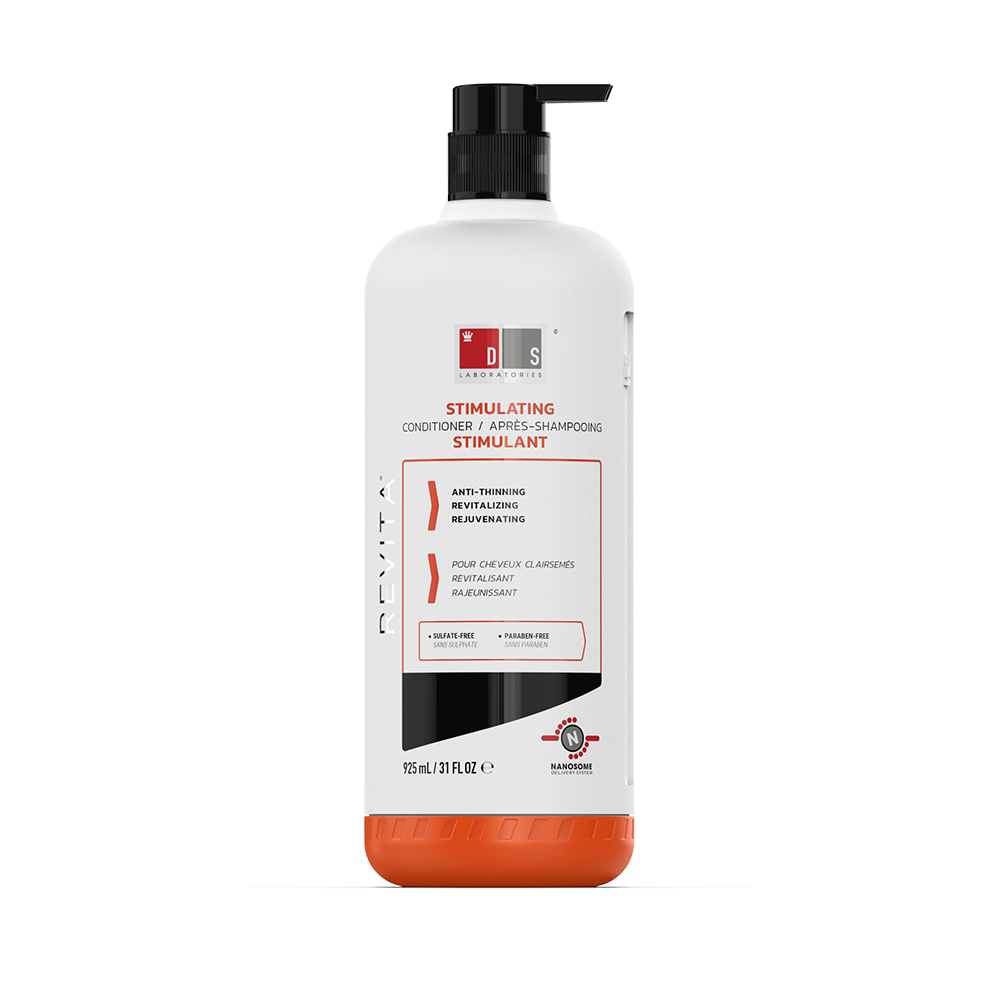 D S ®
LABORATORIES
STIMULATING
CONDITIONER / APRÈS-SHAMPOOING
STIMULANT
REVITA®
ANTI-THINNING
REVITALIZING
REJUVENATING
POUR CHEVEUX CLAIRSEMÉS
REVITALISANT
RAJEUNISSANT
• SULFATE-FREE • PARABEN-FREE
SANS SULPHATE SANS PARABEN
N
NANOSOME
DELIVERY SYSTEM
925 mL / 31 FL OZ ℮